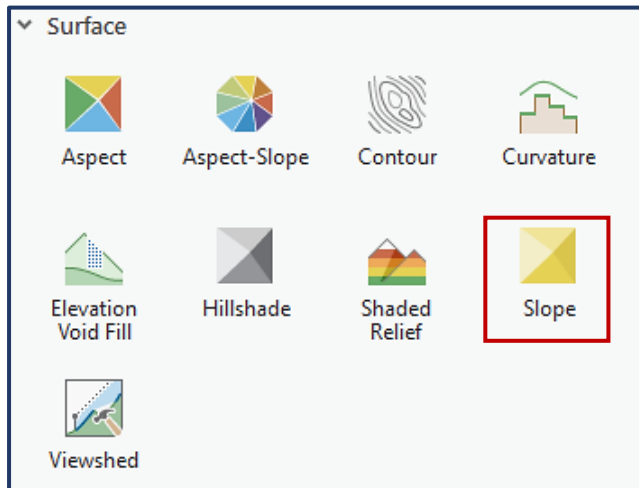 Surface
Aspect
Aspect-Slope
Contour
Curvature
Elevation
Void Fill
Hillshade
Shaded
Relief
Slope
Viewshed